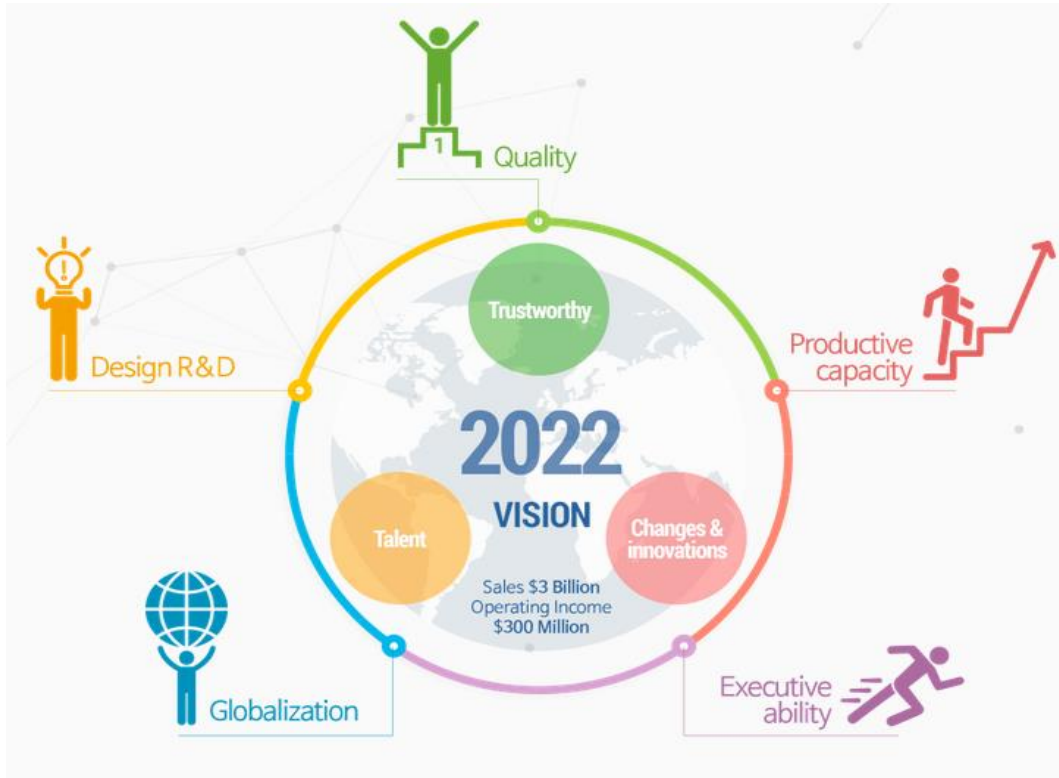 1
Quality
Trustworthy
Design R&D
Productive
capacity
2022
VISION
Talent
Changes &
innovations
Sales $3 Billion
Operating Income
$300 Million
Globalization
Executive
ability